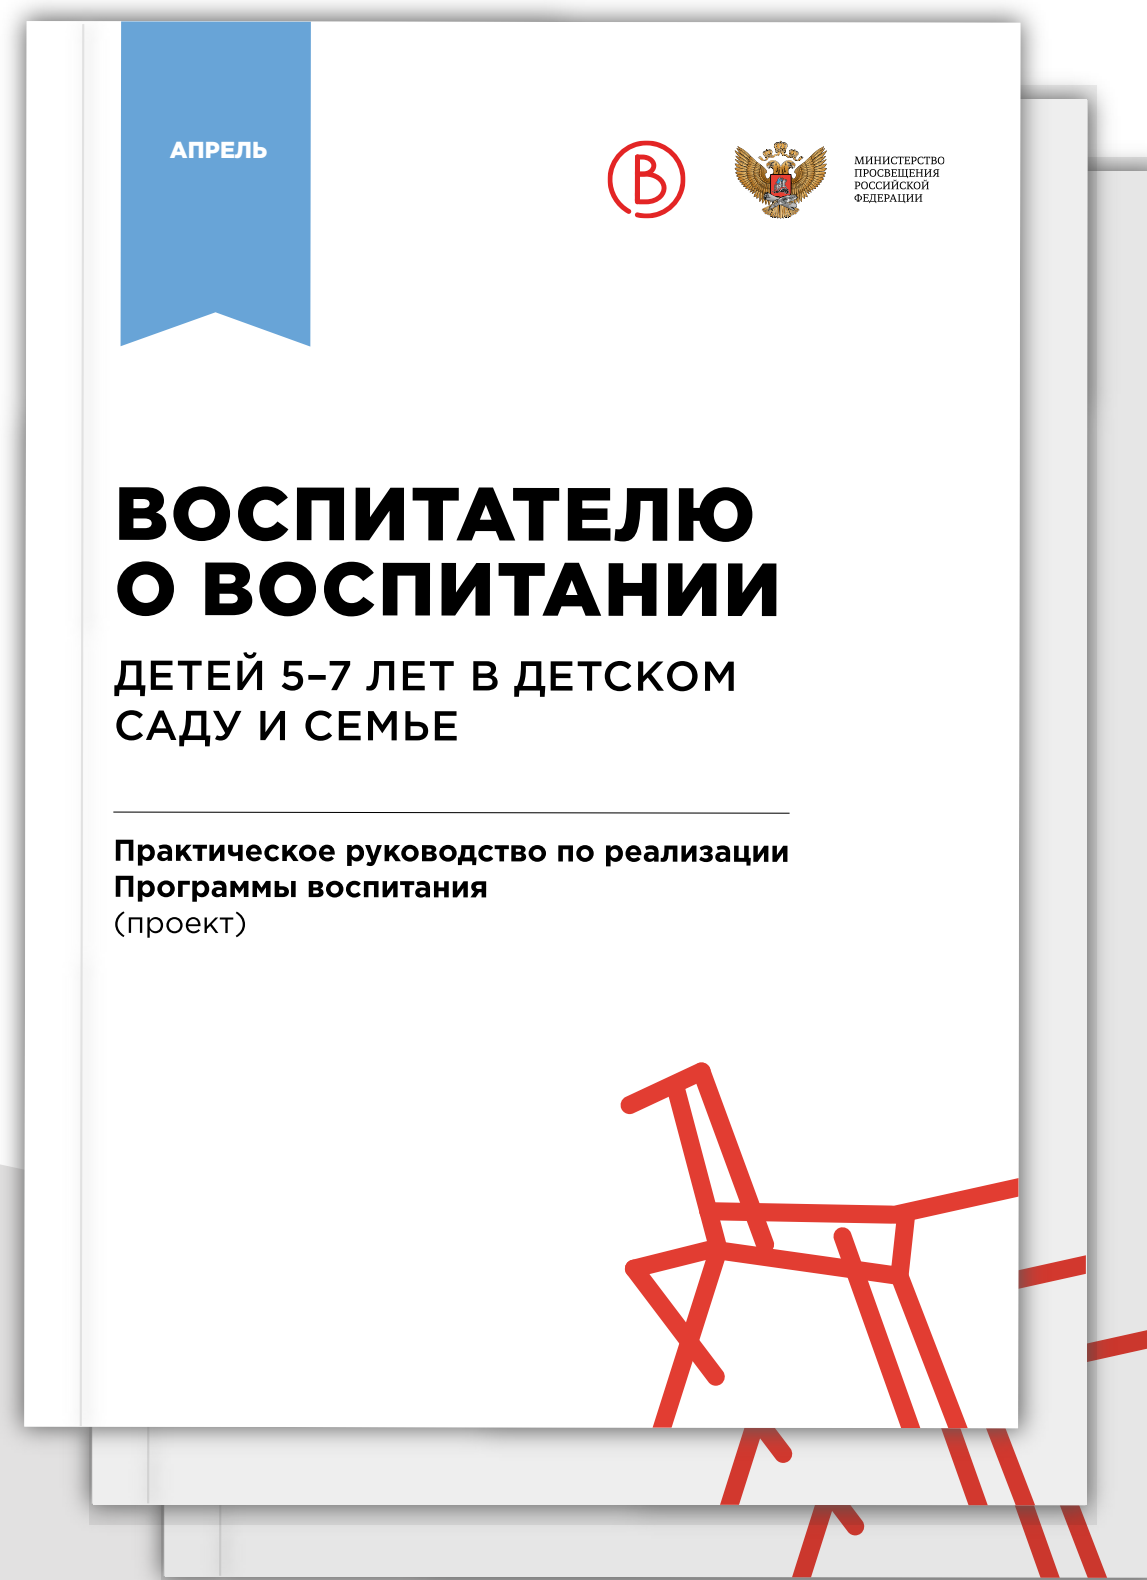 АПРЕЛЬ
В
МИНИСТЕРСТВО
ПРОСВЕЩЕНИЯ
РОССИЙСКОЙ
ФЕДЕРАЦИИ
ВОСПИТАТЕЛЮ
О ВОСПИТАНИИ
ДЕТЕЙ 5–7 ЛЕТ В ДЕТСКОМ
САДУ И СЕМЬЕ
Практическое руководство по реализации
Программы воспитания
(проект)